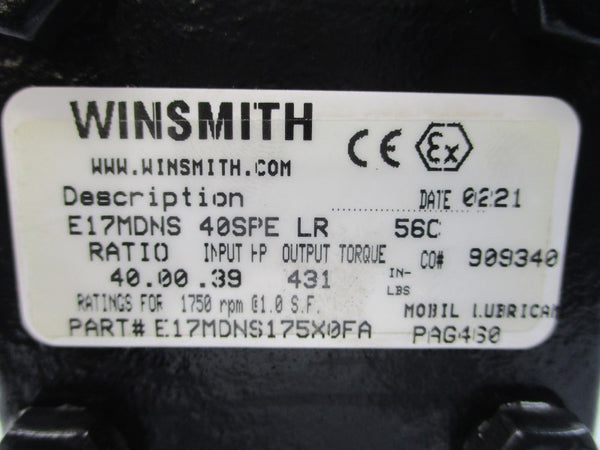 WINSMITH
CE Ex
WWW.WINSMITH.COM
Description DATE 0221
E17MDNS 40SPE LR 56C
RATIO INPUT HP OUTPUT TORQUE CO# 909340
40.00 .39 431 IN-LBS
RATINGS FOR 1750 rpm @1.0 S.F. MOBIL LUBRICAN
PART# E17MDNS175X0FA PAG460